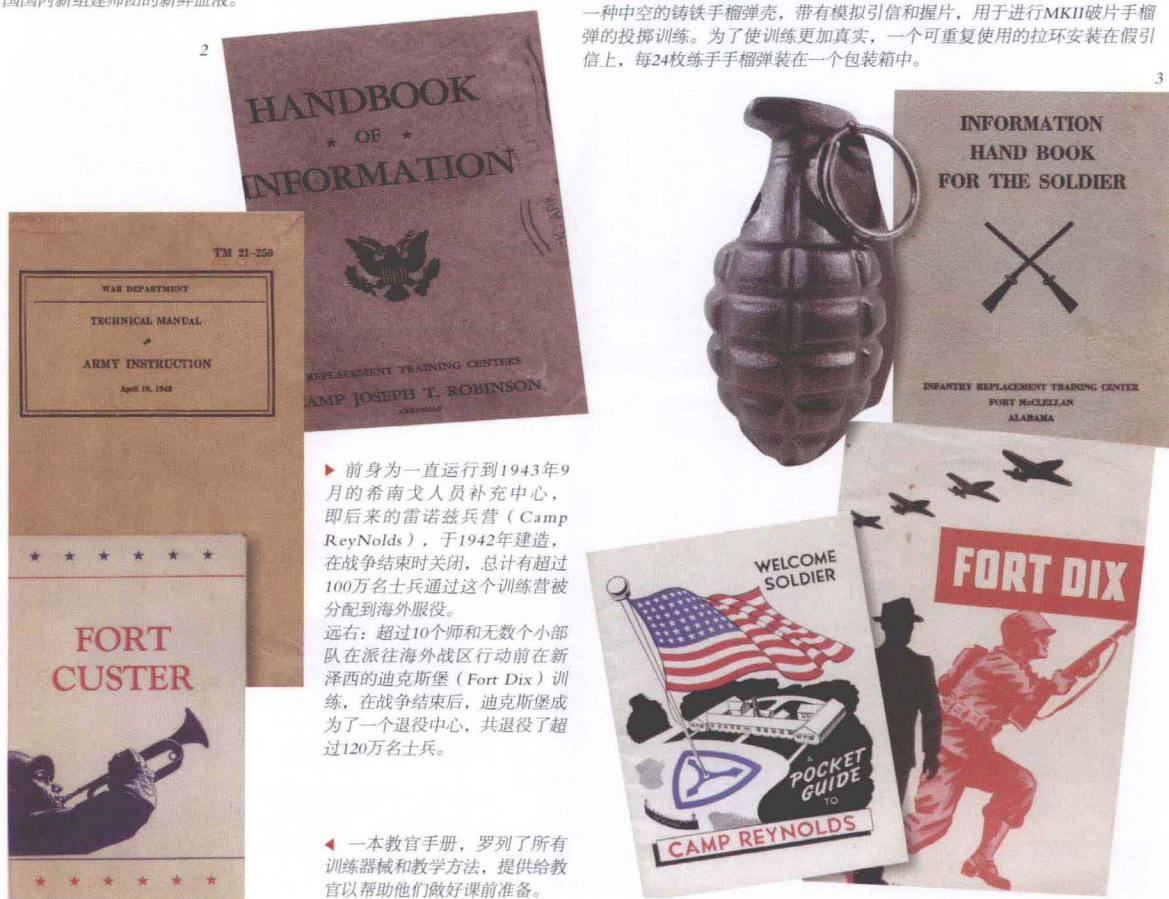 国国内新组建师团的新鲜血液。
一种中空的铸铁手榴弹壳，带有模拟引信和握片，用于进行MKII破片手榴
弹的投掷训练。为了使训练更加真实，一个可重复使用的拉环安装在假引
信上，每24枚练手手榴弹装在一个包装箱中。
2
HANDBOOK
★ OF ★
INFORMATION
REPLACEMENT TRAINING CENTERS
CAMP JOSEPH T. ROBINSON
ARKANSAS
3
INFORMATION
HAND BOOK
FOR THE SOLDIER
INFANTRY REPLACEMENT TRAINING CENTER
FORT McCLELLAN
ALABAMA
TM 21-250
WAR DEPARTMENT
TECHNICAL MANUAL
ARMY INSTRUCTION
April 19, 1943
▶ 前身为一直运行到1943年9
月的希南戈人员补充中心，
即后来的雷诺兹兵营（Camp
ReyNolds），于1942年建造，
在战争结束时关闭，总计有超过
100万名士兵通过这个训练营被
分配到海外服役。
远右：超过10个师和无数个小部
队在派往海外战区行动前在新
泽西的迪克斯堡（Fort Dix）训
练，在战争结束后，迪克斯堡成
为了一个退役中心，共退役了超
过120万名士兵。
FORT
CUSTER
◀ 一本教官手册，罗列了所有
训练器械和教学方法，提供给教
官以帮助他们做好课前准备。
WELCOME
SOLDIER
A
POCKET
GUIDE
TO
CAMP REYNOLDS
FORT DIX